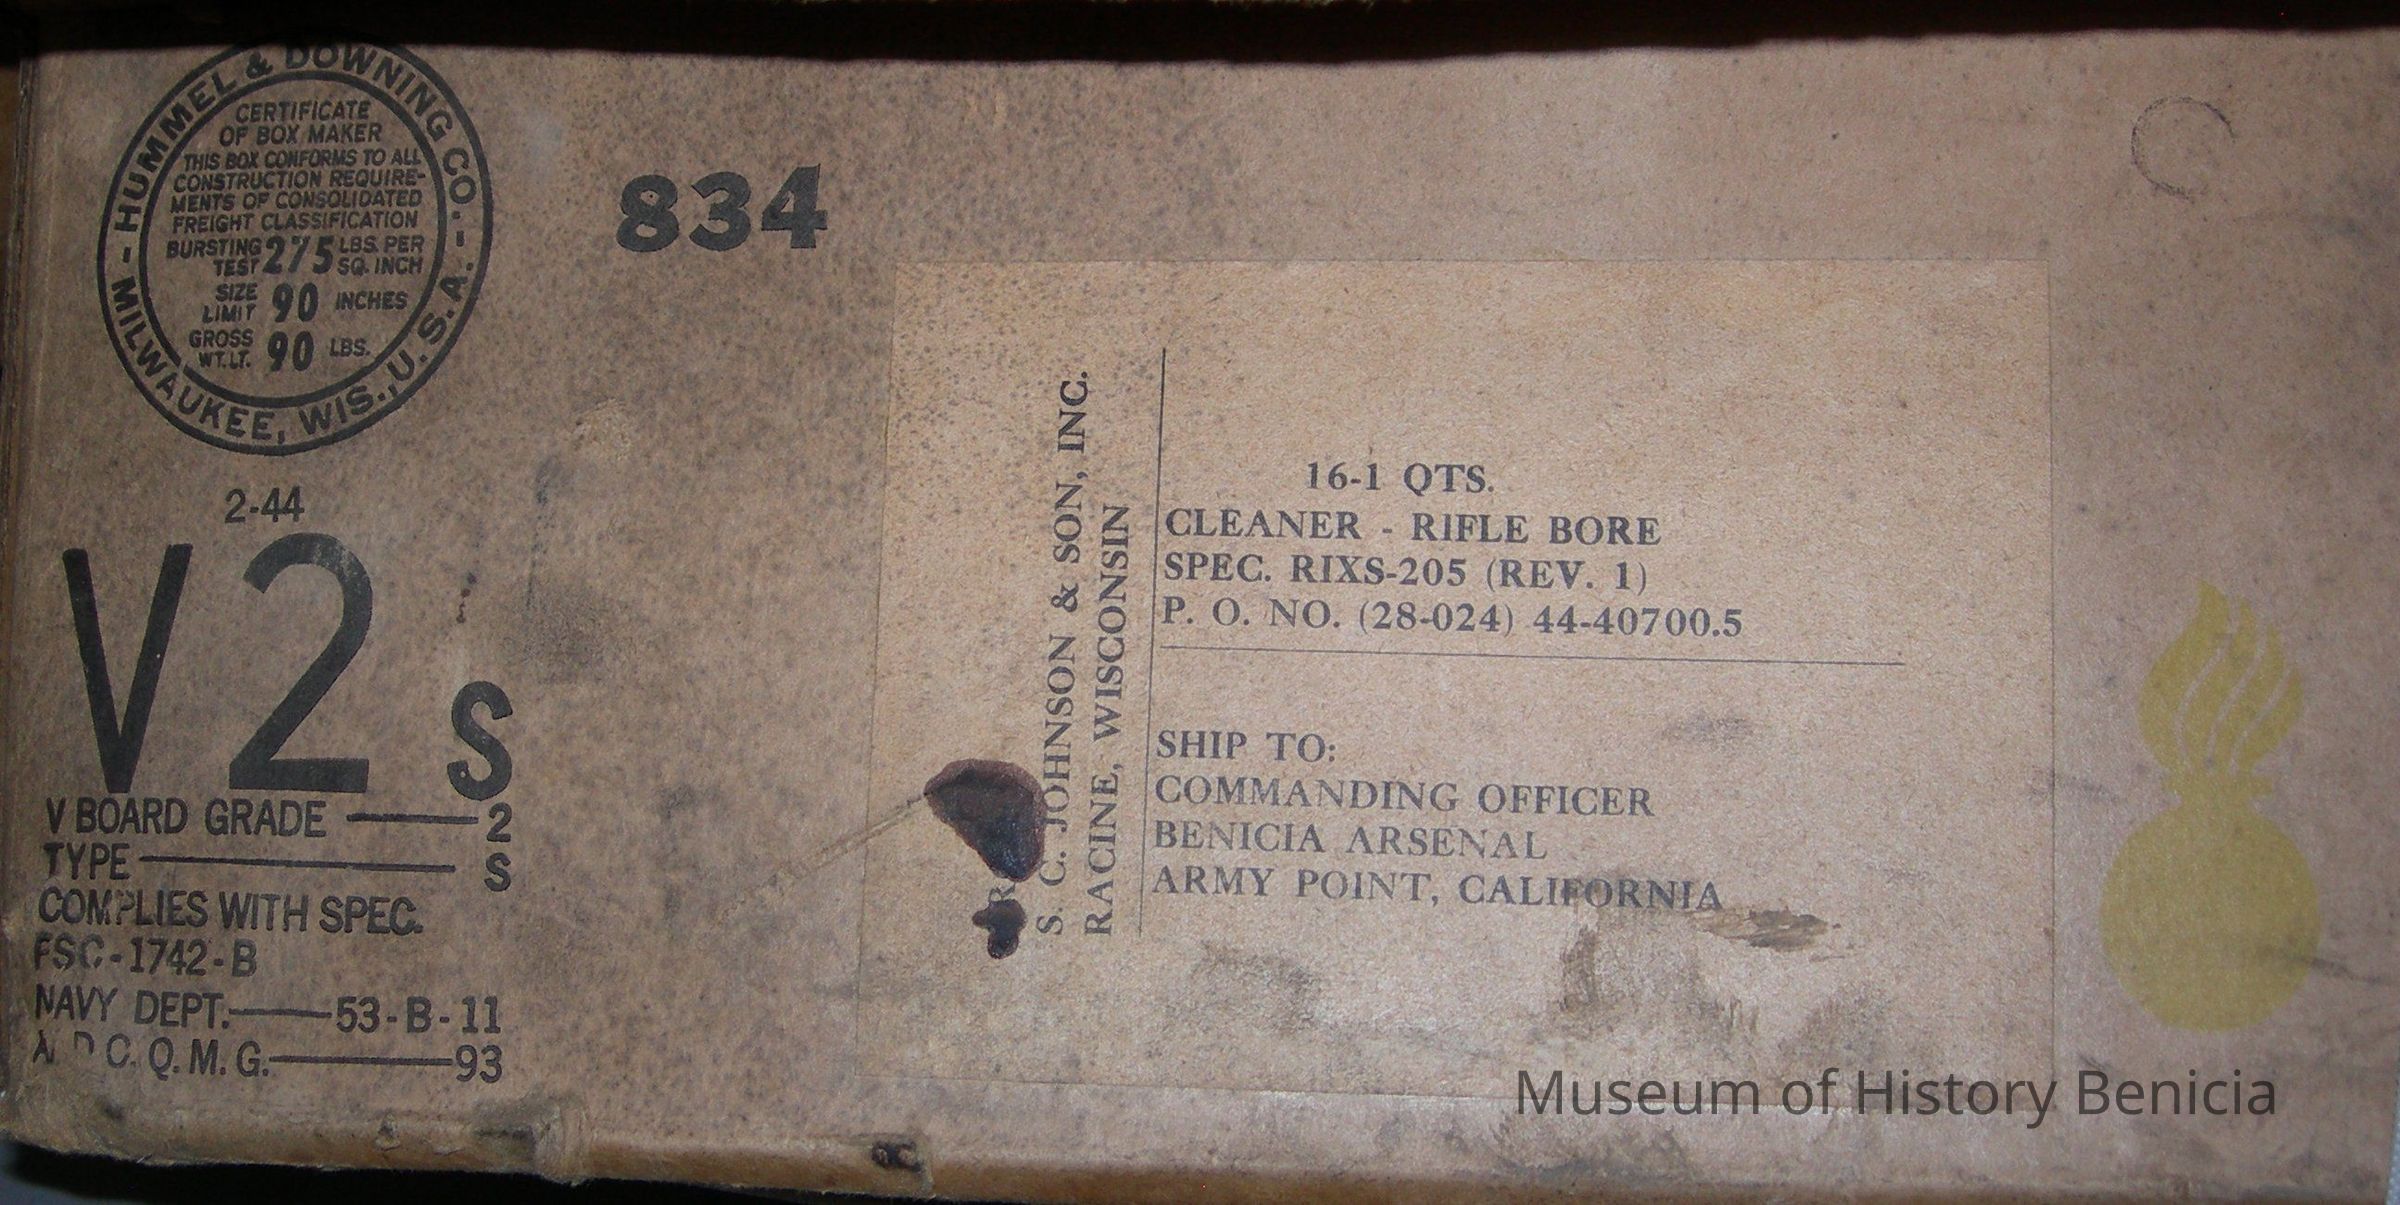 HUMMEL & DOWNING CO.
MILWAUKEE, WIS., U.S.A.
CERTIFICATE
OF BOX MAKER
THIS BOX CONFORMS TO ALL
CONSTRUCTION REQUIRE-
MENTS OF CONSOLIDATED
FREIGHT CLASSIFICATION
BURSTING TEST 275 LBS. PER SQ. INCH
SIZE LIMIT 90 INCHES
GROSS WT. LT. 90 LBS.
2-44
V2s
V BOARD GRADE — 2
TYPE — S
COMPLIES WITH SPEC.
FSC-1742-B
NAVY DEPT. — 53-B-11
C. Q. M. G. — 93
834
S. C. JOHNSON & SON, INC.
RACINE, WISCONSIN
16-1 QTS.
CLEANER - RIFLE BORE
SPEC. RIXS-205 (REV. 1)
P. O. NO. (28-024) 44-40700.5
SHIP TO:
COMMANDING OFFICER
BENICIA ARSENAL
ARMY POINT, CALIFORNIA
Museum of History Benicia